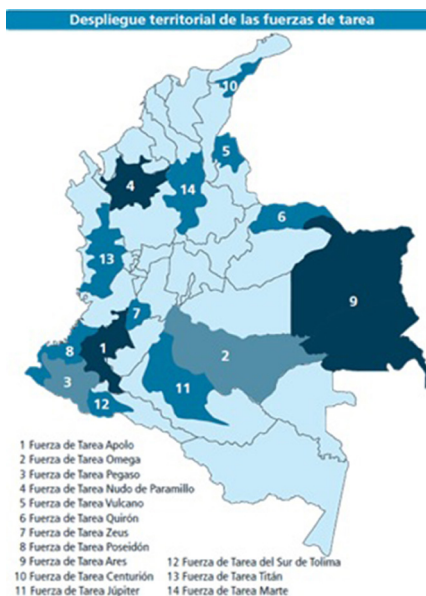 Despliegue territorial de las fuerzas de tarea
10
5
4
14
6
13
9
7
8
1
2
3
11
12
1 Fuerza de Tarea Apolo
2 Fuerza de Tarea Omega
3 Fuerza de Tarea Pegaso
4 Fuerza de Tarea Nudo de Paramillo
5 Fuerza de Tarea Vulcano
6 Fuerza de Tarea Quirón
7 Fuerza de Tarea Zeus
8 Fuerza de Tarea Poseidón
9 Fuerza de Tarea Ares
10 Fuerza de Tarea Centurión
11 Fuerza de Tarea Júpiter
12 Fuerza de Tarea del Sur de Tolima
13 Fuerza de Tarea Titán
14 Fuerza de Tarea Marte